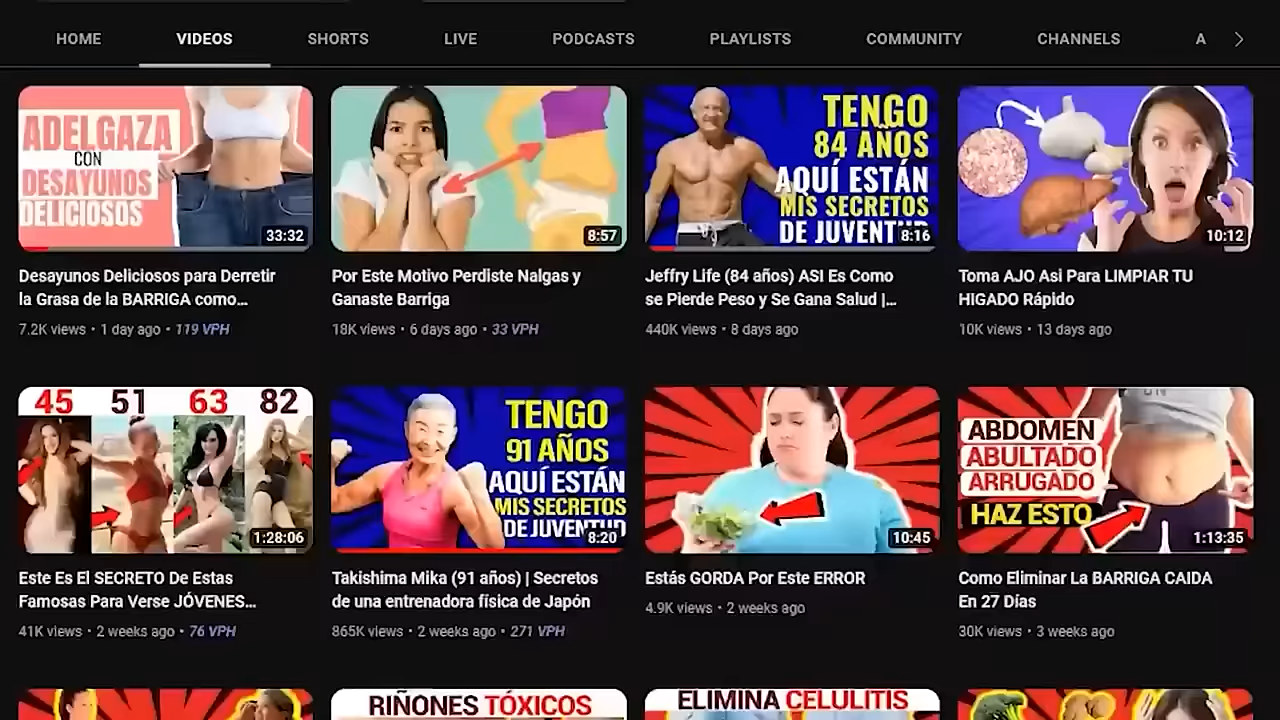 HOME VIDEOS SHORTS LIVE PODCASTS PLAYLISTS COMMUNITY CHANNELS A
ADELGAZA
CON
DESAYUNOS
DELICIOSOS
33:32
8:57
TENGO
84 AÑOS
AQUÍ ESTÁN
MIS SECRETOS
DE JUVENTUD
8:16
10:12
Desayunos Deliciosos para Derretir
la Grasa de la BARRIGA como...
7.2K views • 1 day ago • 119 VPH
Por Este Motivo Perdiste Nalgas y
Ganaste Barriga
18K views • 6 days ago • 33 VPH
Jeffry Life (84 años) ASI Es Como
se Pierde Peso y Se Gana Salud |...
440K views • 8 days ago
Toma AJO Asi Para LIMPIAR TU
HIGADO Rápido
10K views • 13 days ago
45 51 63 82
1:28:06
TENGO
91 AÑOS
AQUÍ ESTÁN
MIS SECRETOS
DE JUVENTUD
8:20
10:45
ABDOMEN
ABULTADO
ARRUGADO
HAZ ESTO
1:13:35
Este Es El SECRETO De Estas
Famosas Para Verse JÓVENES...
41K views • 2 weeks ago • 76 VPH
Takishima Mika (91 años) | Secretos
de una entrenadora física de Japón
865K views • 2 weeks ago • 271 VPH
Estás GORDA Por Este ERROR
4.9K views • 2 weeks ago
Como Eliminar La BARRIGA CAIDA
En 27 Días
30K views • 3 weeks ago
RIÑONES TÓXICOS
ELIMINA CELULITIS